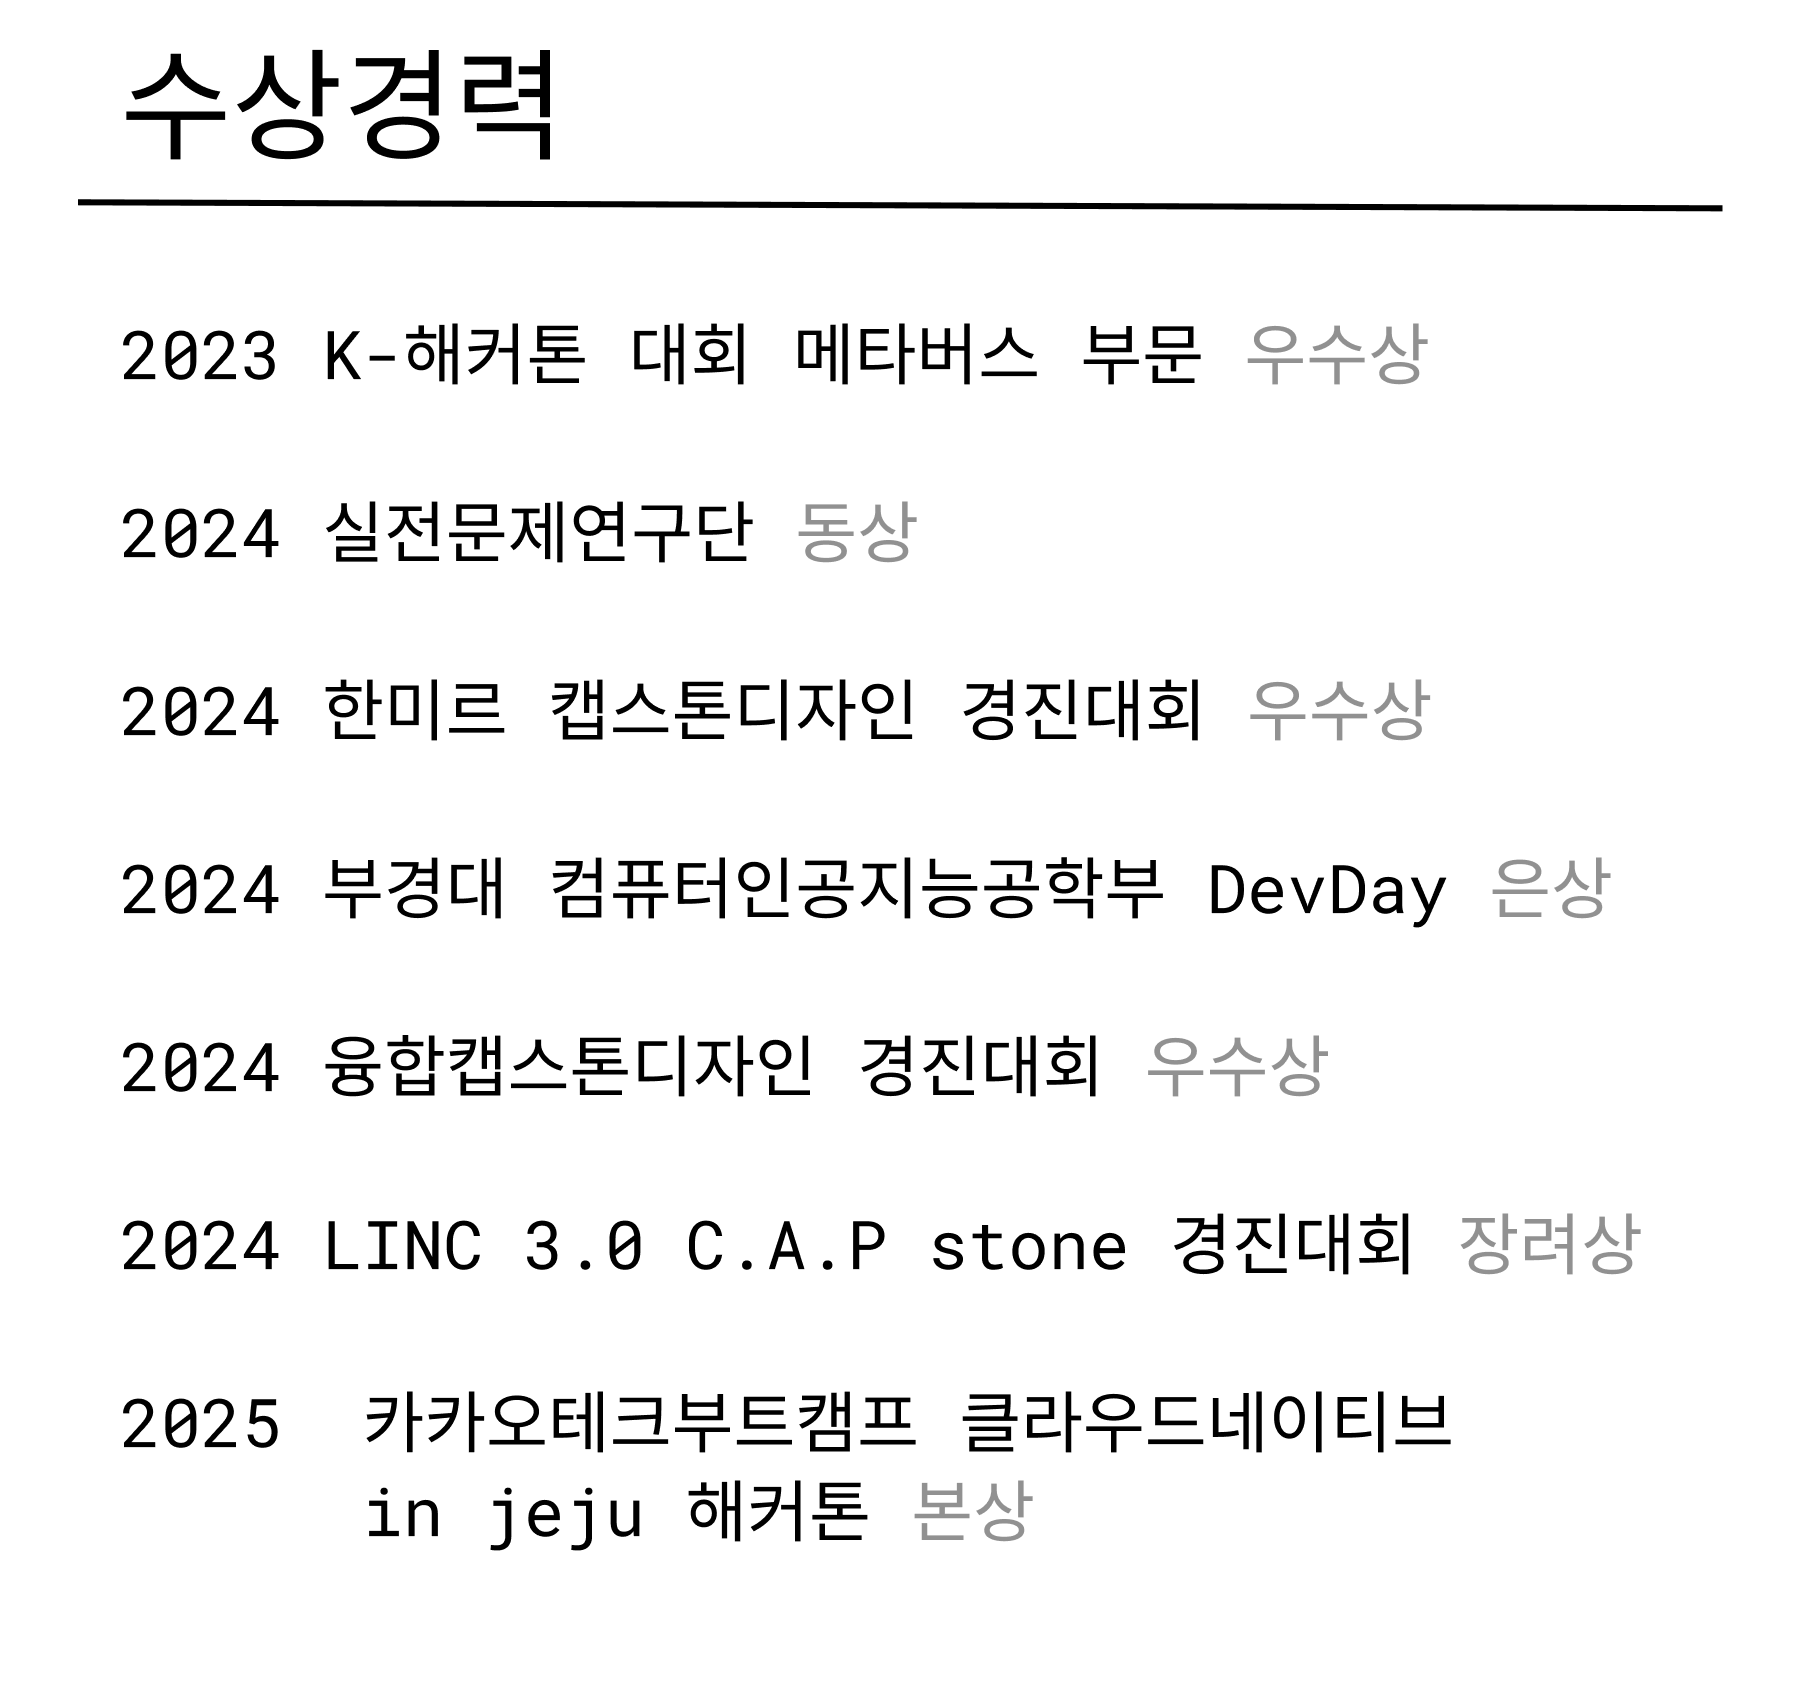 수상경력
2023 K-해커톤 대회 메타버스 부문 우수상
2024 실전문제연구단 동상
2024 한미르 캡스톤디자인 경진대회 우수상
2024 부경대 컴퓨터인공지능공학부 DevDay 은상
2024 융합캡스톤디자인 경진대회 우수상
2024 LINC 3.0 C.A.P stone 경진대회 장려상
2025 카카오테크부트캠프 클라우드네이티브
in jeju 해커톤 본상